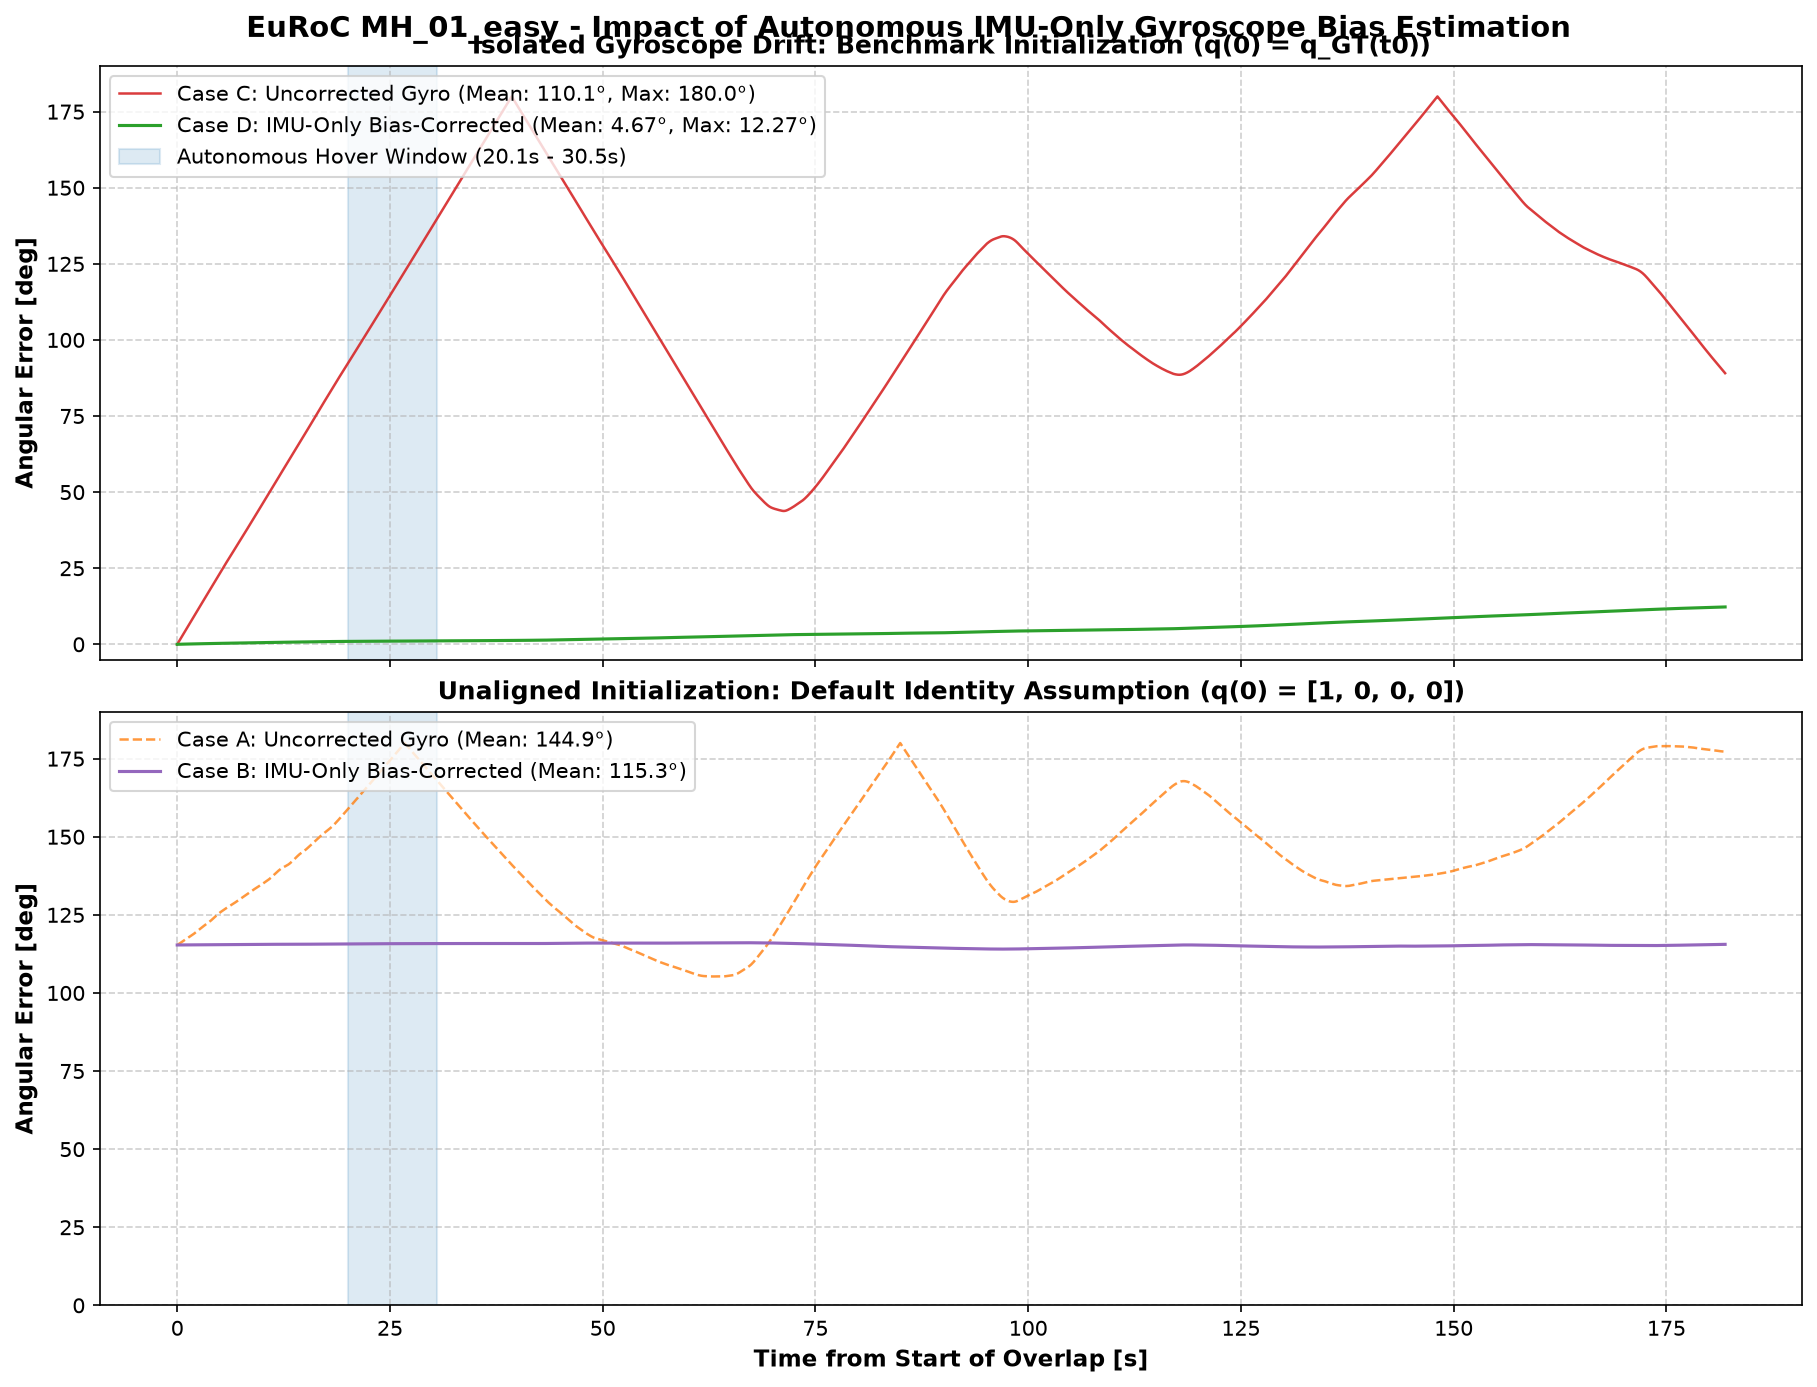 EuRoC MH_01_easy - Impact of Autonomous IMU-Only Gyroscope Bias Estimation
Isolated Gyroscope Drift: Benchmark Initialization (q(0) = q_GT(t0))
Case C: Uncorrected Gyro (Mean: 110.1°, Max: 180.0°)
Case D: IMU-Only Bias-Corrected (Mean: 4.67°, Max: 12.27°)
Autonomous Hover Window (20.1s - 30.5s)
175
150
125
100
75
50
25
0
Angular Error [deg]
Unaligned Initialization: Default Identity Assumption (q(0) = [1, 0, 0, 0])
Case A: Uncorrected Gyro (Mean: 144.9°)
Case B: IMU-Only Bias-Corrected (Mean: 115.3°)
175
150
125
100
75
50
25
0
Angular Error [deg]
0 25 50 75 100 125 150 175
Time from Start of Overlap [s]